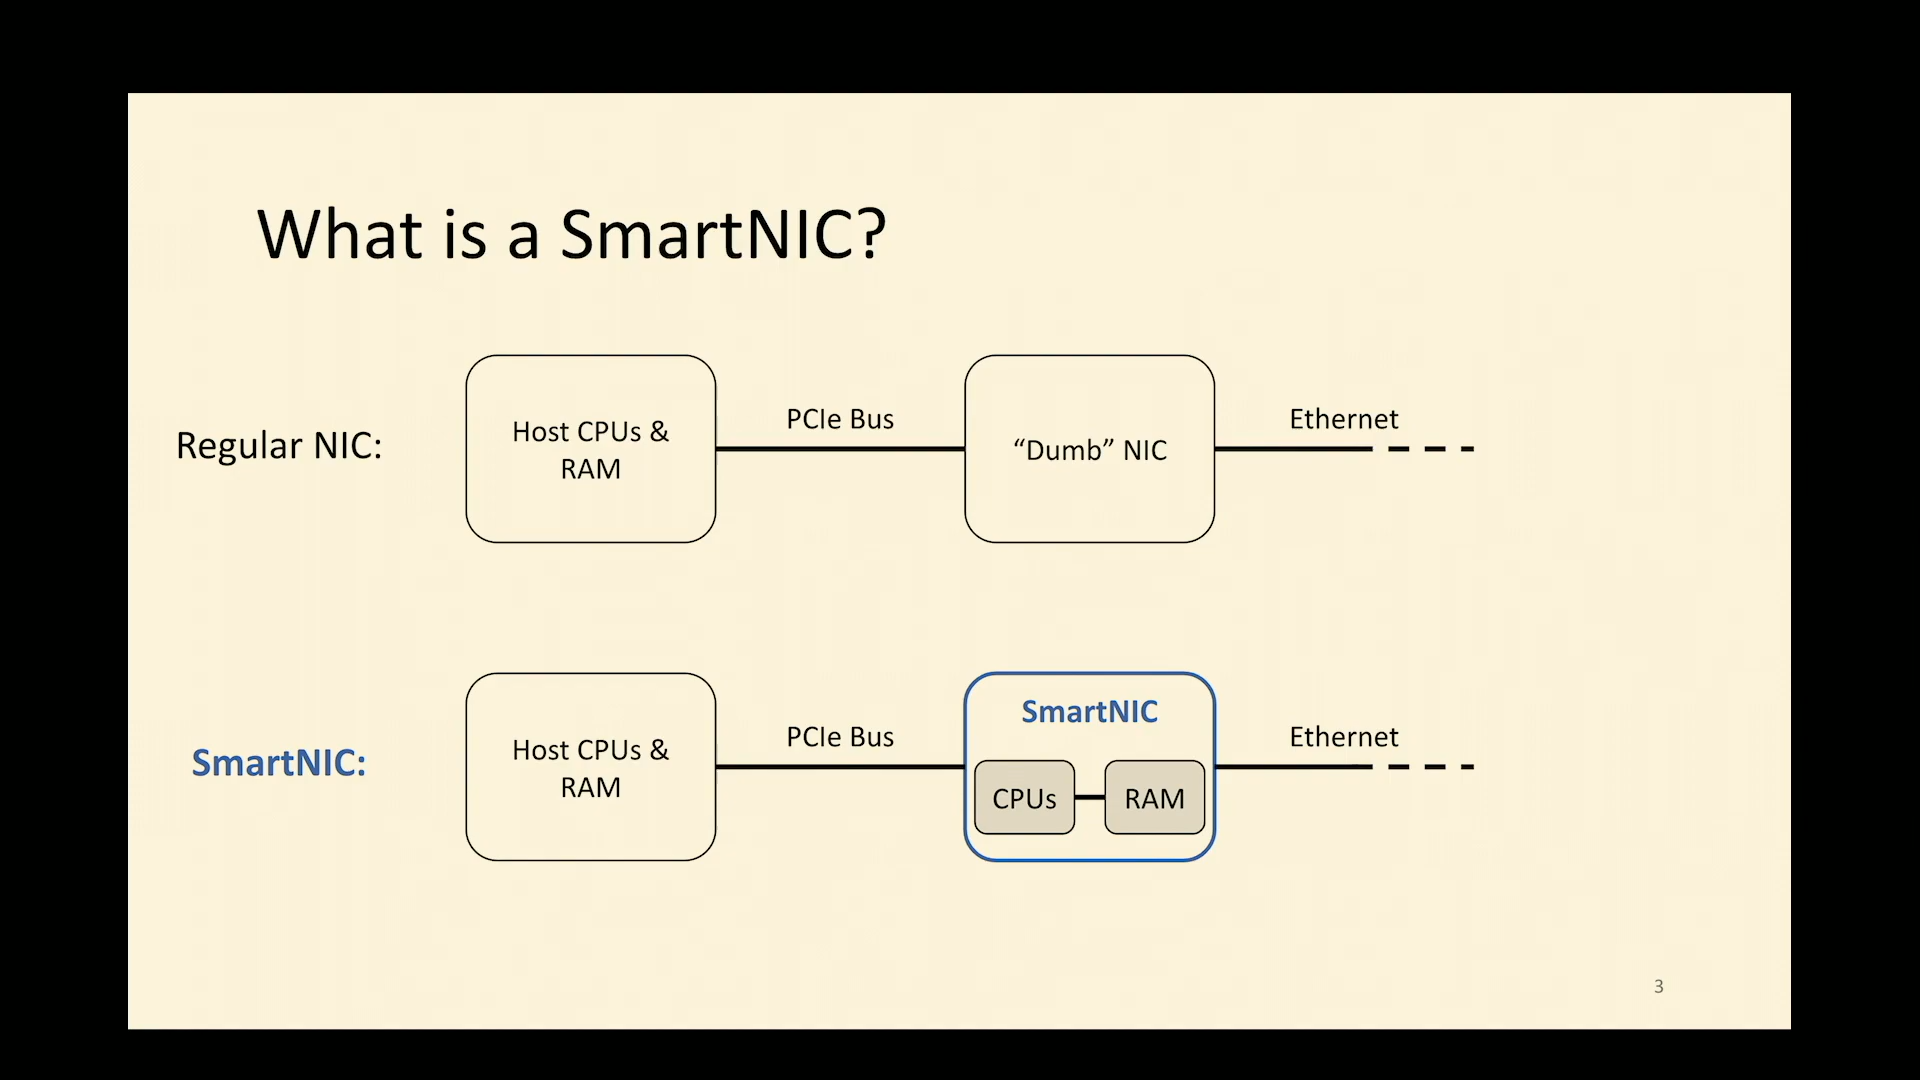 What is a SmartNIC?
Regular NIC:
Host CPUs &
RAM
PCIe Bus
“Dumb” NIC
Ethernet
SmartNIC:
Host CPUs &
RAM
PCIe Bus
SmartNIC
CPUs
RAM
Ethernet
3